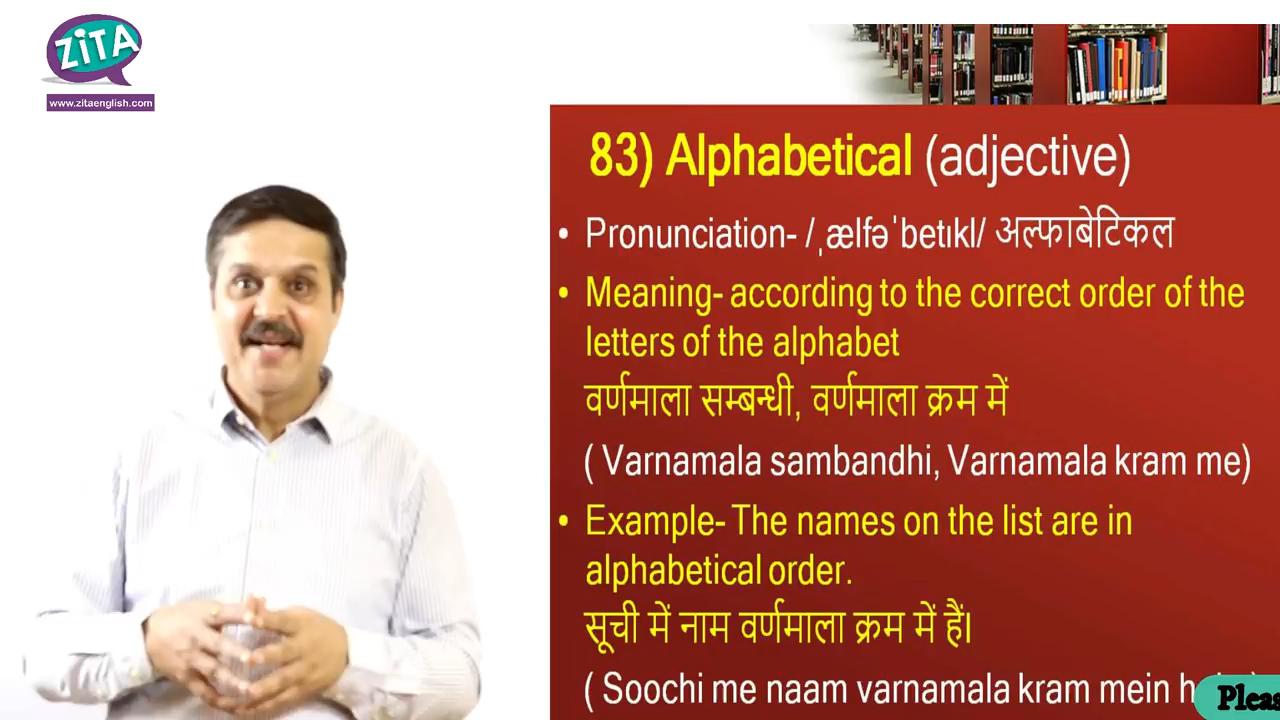 ZiTA
www.zitaenglish.com
83) Alphabetical (adjective)
• Pronunciation- /ˌælfəˈbetɪkl/ अल्फाबेटिकल
• Meaning- according to the correct order of the
letters of the alphabet
वर्णमाला सम्बन्धी, वर्णमाला क्रम में
( Varnamala sambandhi, Varnamala kram me)
• Example- The names on the list are in
alphabetical order.
सूची में नाम वर्णमाला क्रम में हैं।
( Soochi me naam varnamala kram mein